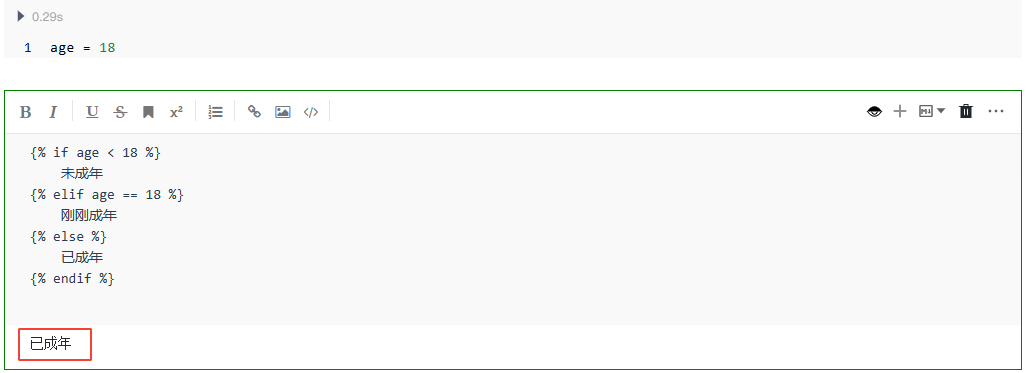 0.29s
1 age = 18
B I U S x²
{% if age < 18 %}
未成年
{% elif age == 18 %}
刚刚成年
{% else %}
已成年
{% endif %}
已成年